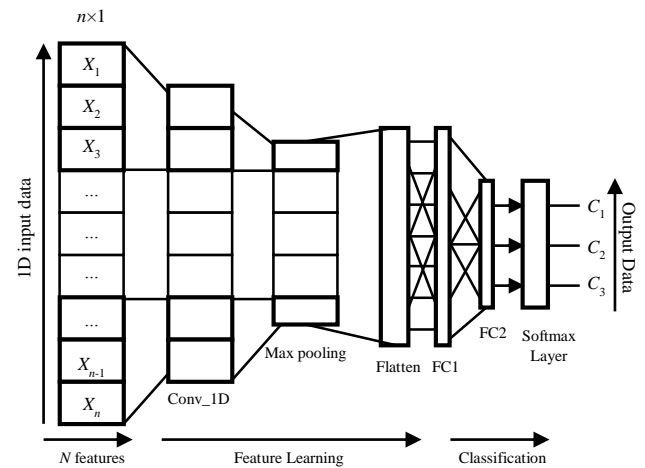 n×1
X1
X2
X3
...
...
...
...
Xn-1
Xn
1D input data
Conv_1D
Max pooling
Flatten
FC1
FC2
Softmax
Layer
C1
C2
C3
Output Data
N features
Feature Learning
Classification